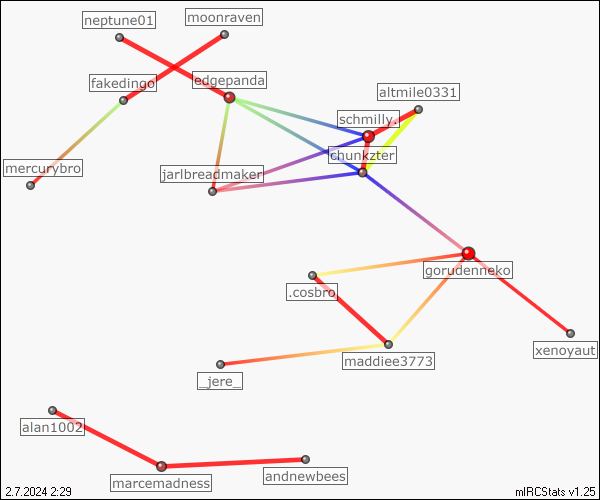 neptune01
moonraven
fakedingo
edgepanda
altmile0331
schmilly_
chunkzter
mercurybro
jarlbreadmaker
gorudenneko
.cosbro
xenoyaut
maddiee3773
_jere_
alan1002
marcemadness
andnewbees
2.7.2024 2:29
mIRCStats v1.25